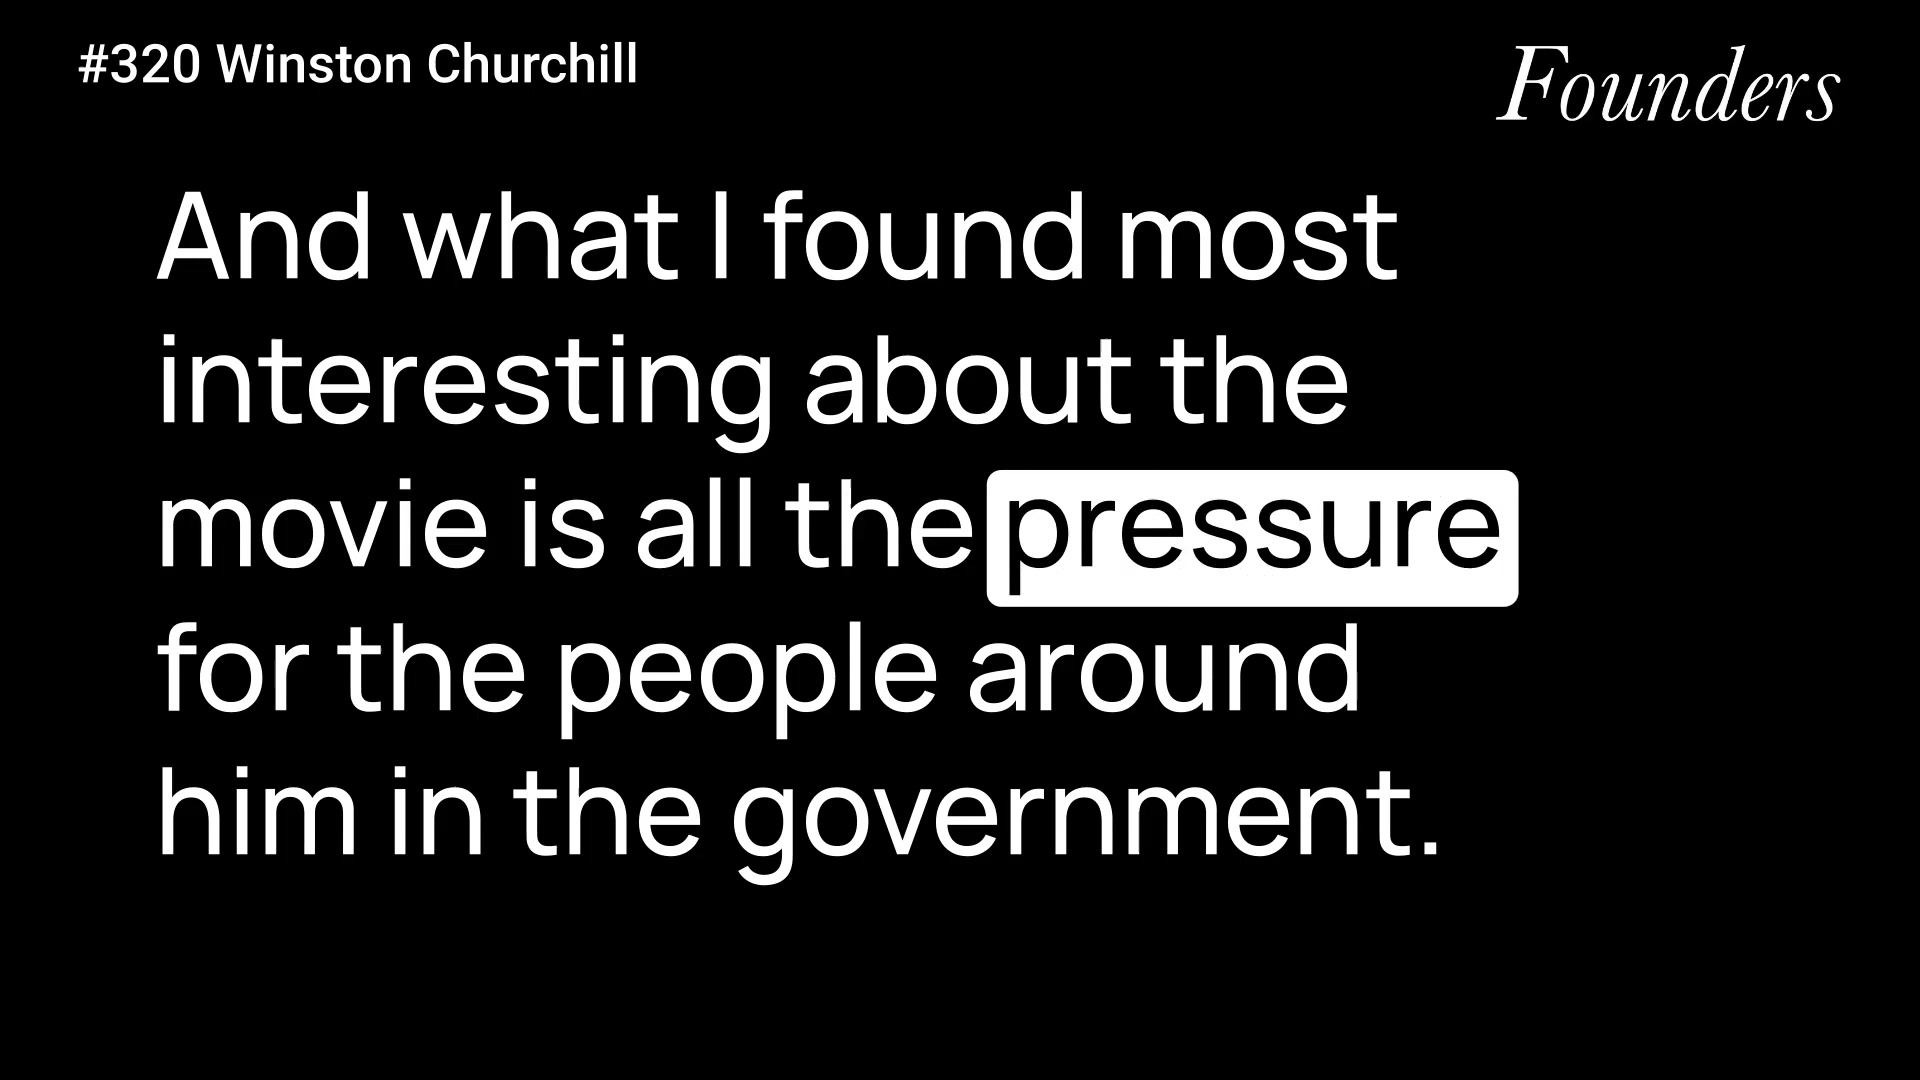 #320 Winston Churchill
Founders
And what I found most
interesting about the
movie is all the pressure
for the people around
him in the government.